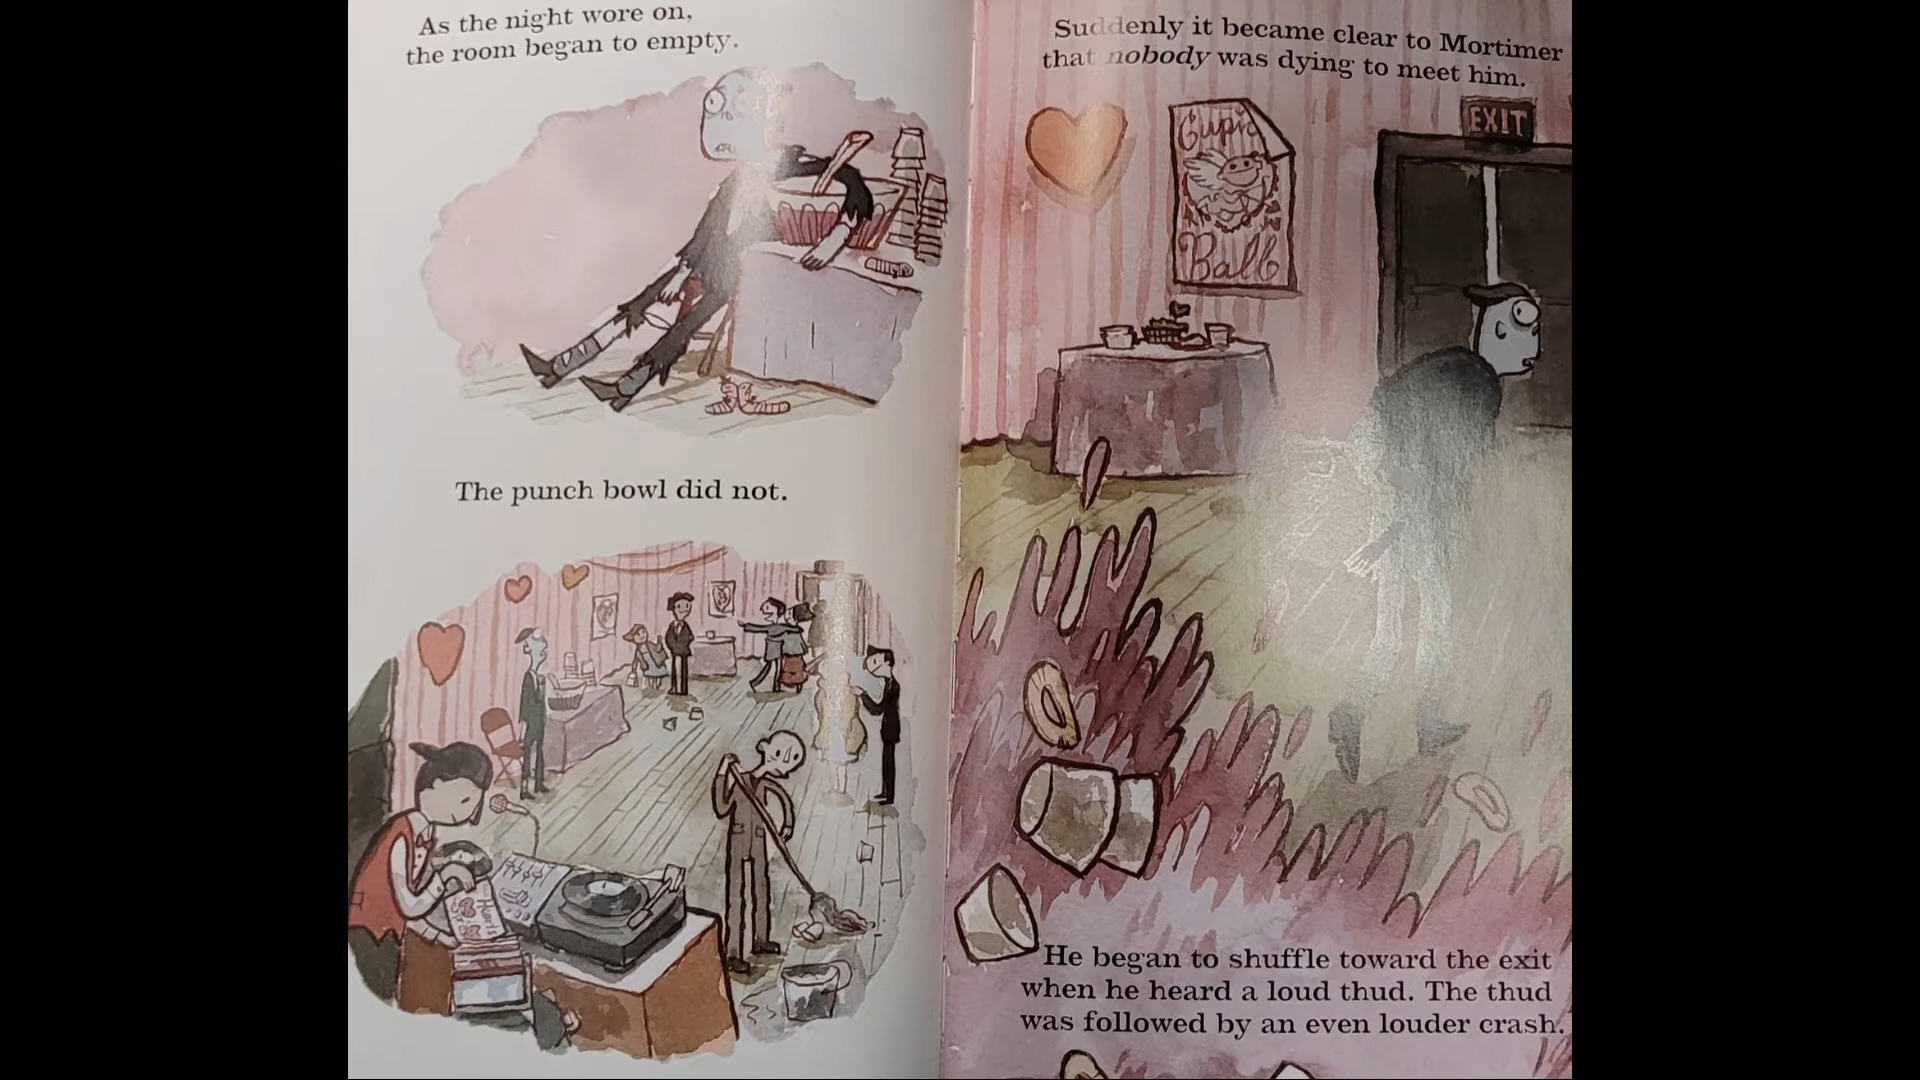 As the night wore on,
the room began to empty.
The punch bowl did not.
Hearts
Suddenly it became clear to Mortimer
that nobody was dying to meet him.
Cupid
Ball
EXIT
He began to shuffle toward the exit
when he heard a loud thud. The thud
was followed by an even louder crash.